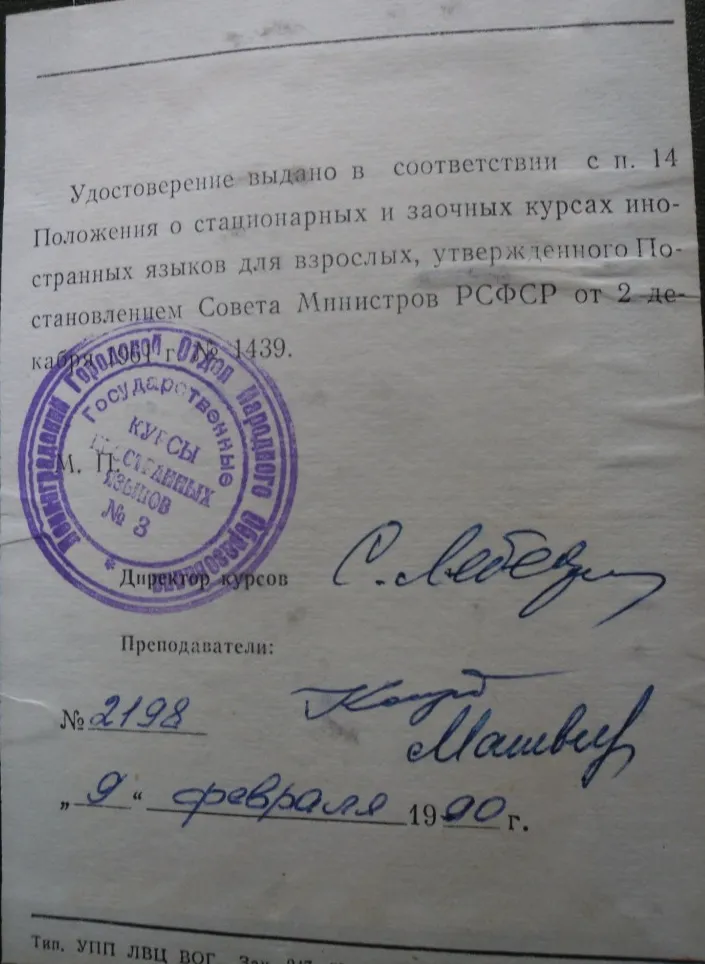 Удостоверение выдано в соответствии с п. 14
Положения о стационарных и заочных курсах ино-
странных языков для взрослых, утвержденного По-
становлением Совета Министров РСФСР от 2 де-
кабря 1961 г. № 1439.
Ленинградский Городской Отдел Народного Образования
Государственные
КУРСЫ
ИНОСТРАННЫХ
ЯЗЫКОВ
№ 3
М. П.
Директор курсов С. Лебедев
Преподаватели:
№ 2198
„ 9 “ февраля 1990 г.
Тип. УПП ЛВЦ ВОГ. Зак.